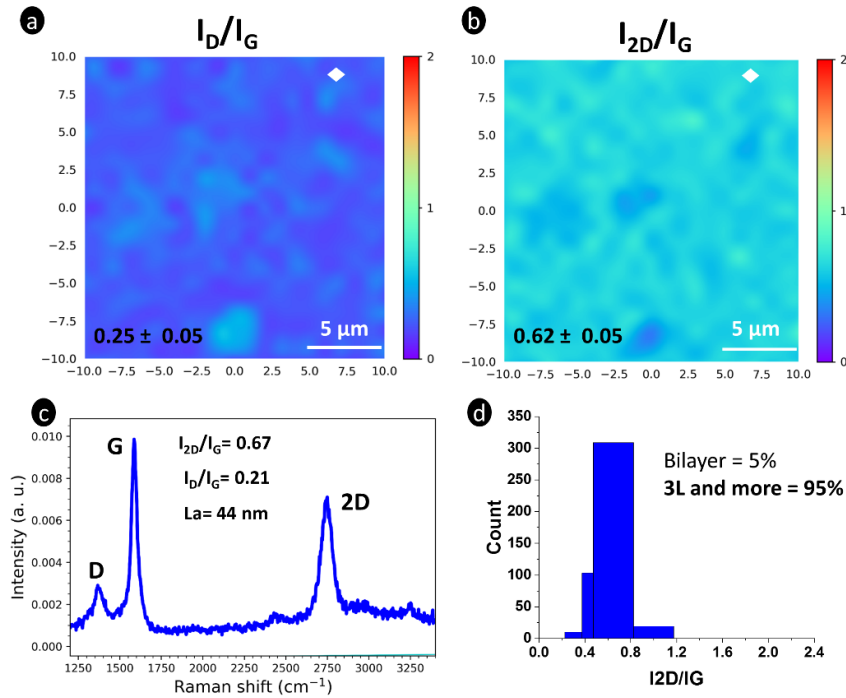 a
I_D/I_G
10.0
7.5
5.0
2.5
0.0
−2.5
−5.0
−7.5
−10.0
−10.0 −7.5 −5.0 −2.5 0.0 2.5 5.0 7.5 10.0
0.25 ± 0.05
5 µm
2
1
0
b
I_2D/I_G
10.0
7.5
5.0
2.5
0.0
−2.5
−5.0
−7.5
−10.0
−10.0 −7.5 −5.0 −2.5 0.0 2.5 5.0 7.5 10.0
0.62 ± 0.05
5 µm
2
1
0
c
0.010
0.008
0.006
0.004
0.002
0.000
Intensity (a. u.)
D
G
2D
I_2D/I_G= 0.67
I_D/I_G= 0.21
La= 44 nm
1250 1500 1750 2000 2250 2500 2750 3000 3250
Raman shift (cm⁻¹)
d
350
300
250
200
150
100
50
0
Count
Bilayer = 5%
3L and more = 95%
0.0 0.4 0.8 1.2 1.6 2.0 2.4
I2D/IG